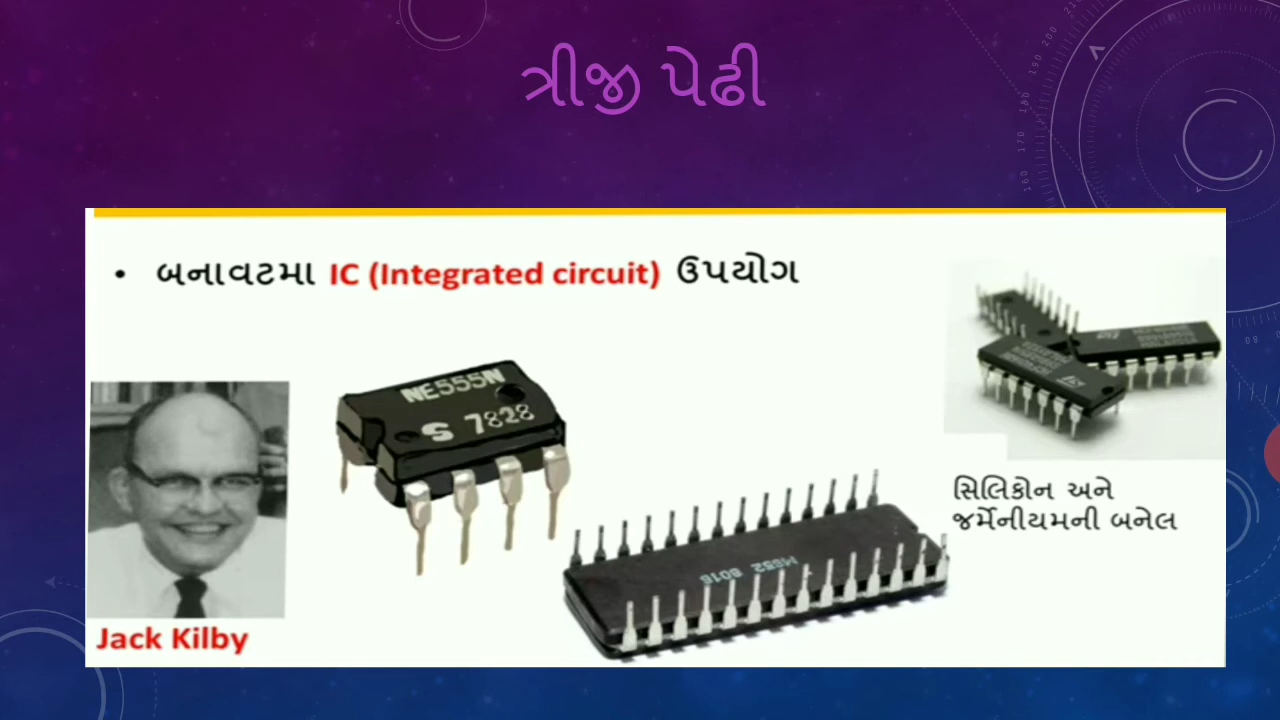 ત્રીજી પેઢી
• બનાવટમા IC (Integrated circuit) ઉપયોગ
NE555N
S 7828
સિલિકોન અને
જર્મેનીયમની બનેલ
Jack Kilby